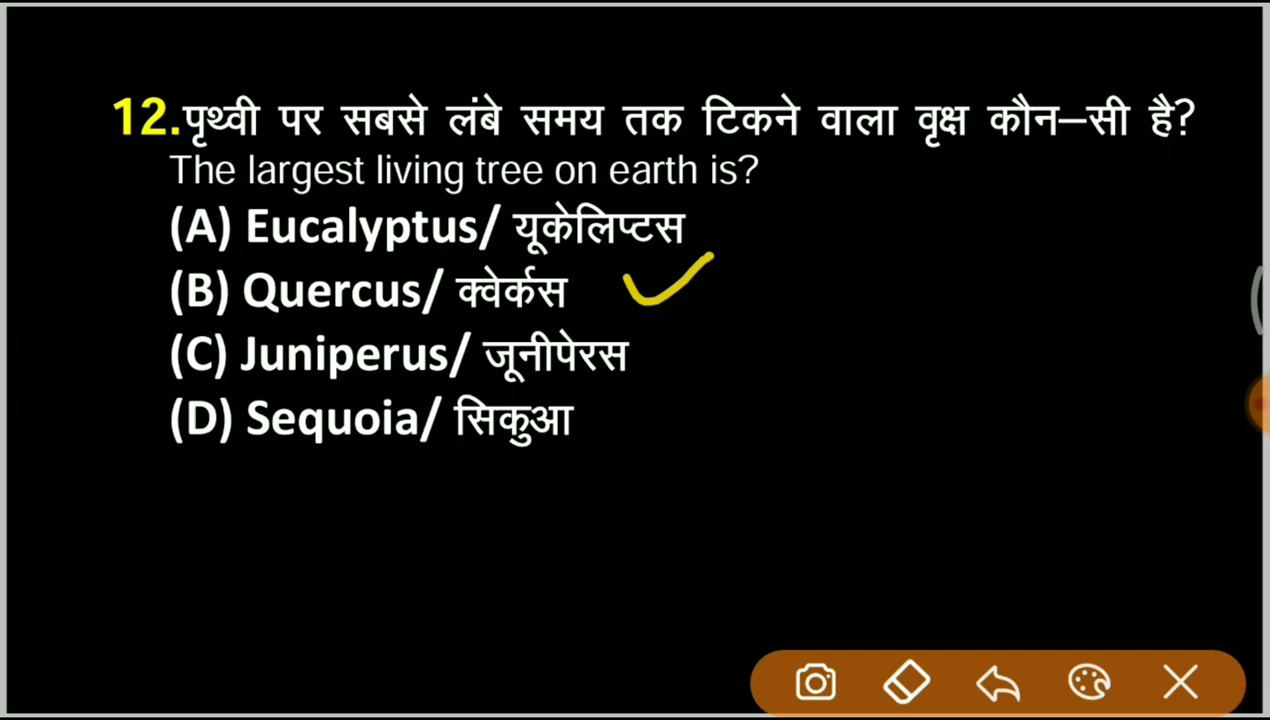 12.पृथ्वी पर सबसे लंबे समय तक टिकने वाला वृक्ष कौन–सी है?
The largest living tree on earth is?
(A) Eucalyptus/ यूकेलिप्टस
(B) Quercus/ क्वेर्कस
(C) Juniperus/ जूनीपेरस
(D) Sequoia/ सिकुआ